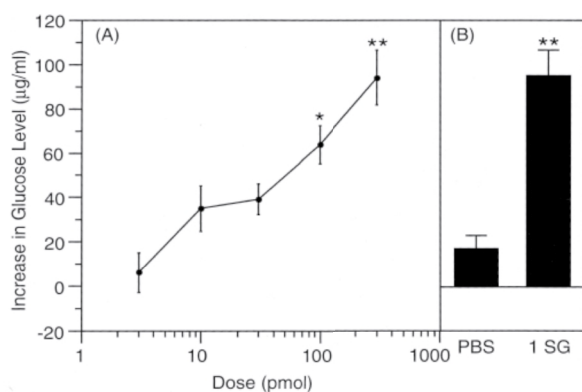 120
100
80
60
40
20
0
-20
Increase in Glucose Level (µg/ml)
(A)
*
**
1
10
100
1000
Dose (pmol)
(B)
**
PBS
1 SG